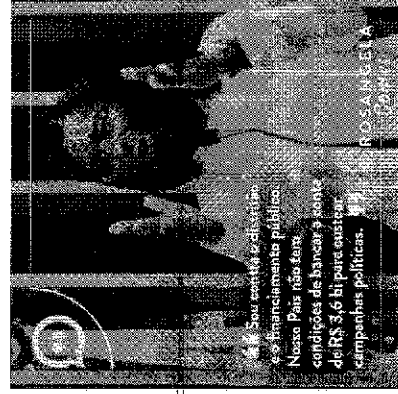 Sou contra o distritão
e o financiamento público.
Nosso País não tem
condições de bancar a conta
de R$ 3,6 bi para custear
campanhas políticas.
ROSANGELA